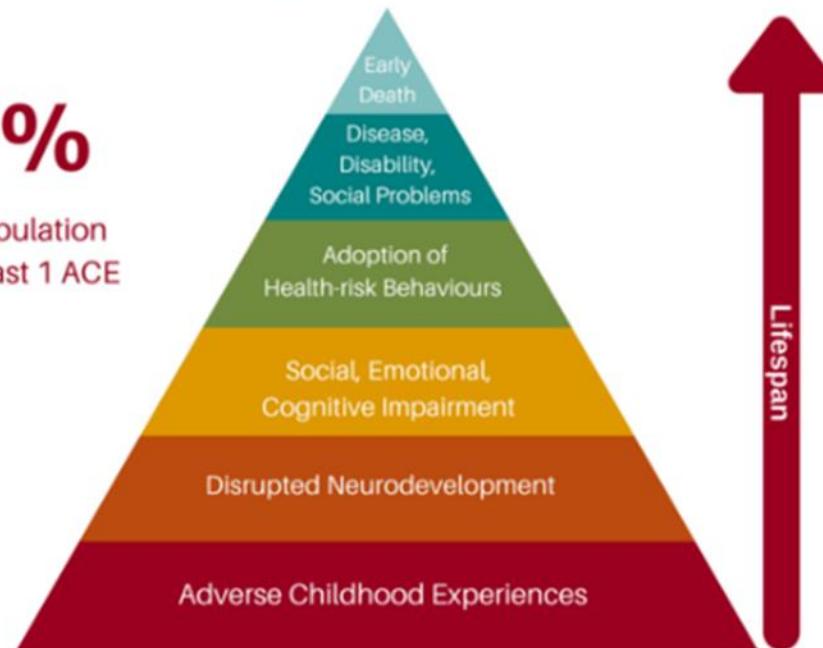 %
ast 1 ACE
Early
Death
Disease,
Disability,
Social Problems
Adoption of
Health-risk Behaviours
Social, Emotional,
Cognitive Impairment
Disrupted Neurodevelopment
Adverse Childhood Experiences
Lifespan